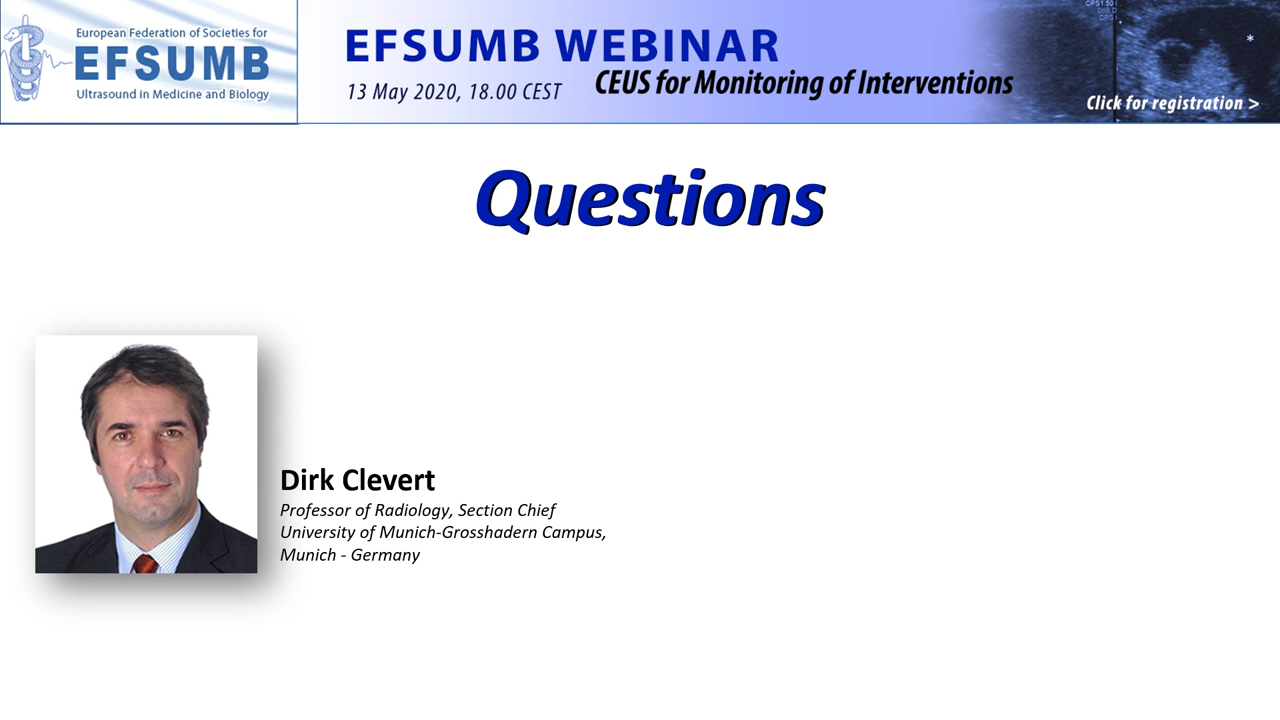 European Federation of Societies for
EFSUMB
Ultrasound in Medicine and Biology
EFSUMB WEBINAR
13 May 2020, 18.00 CEST
CEUS for Monitoring of Interventions
Click for registration >
*
Questions
Dirk Clevert
Professor of Radiology, Section Chief
University of Munich-Grosshadern Campus,
Munich - Germany